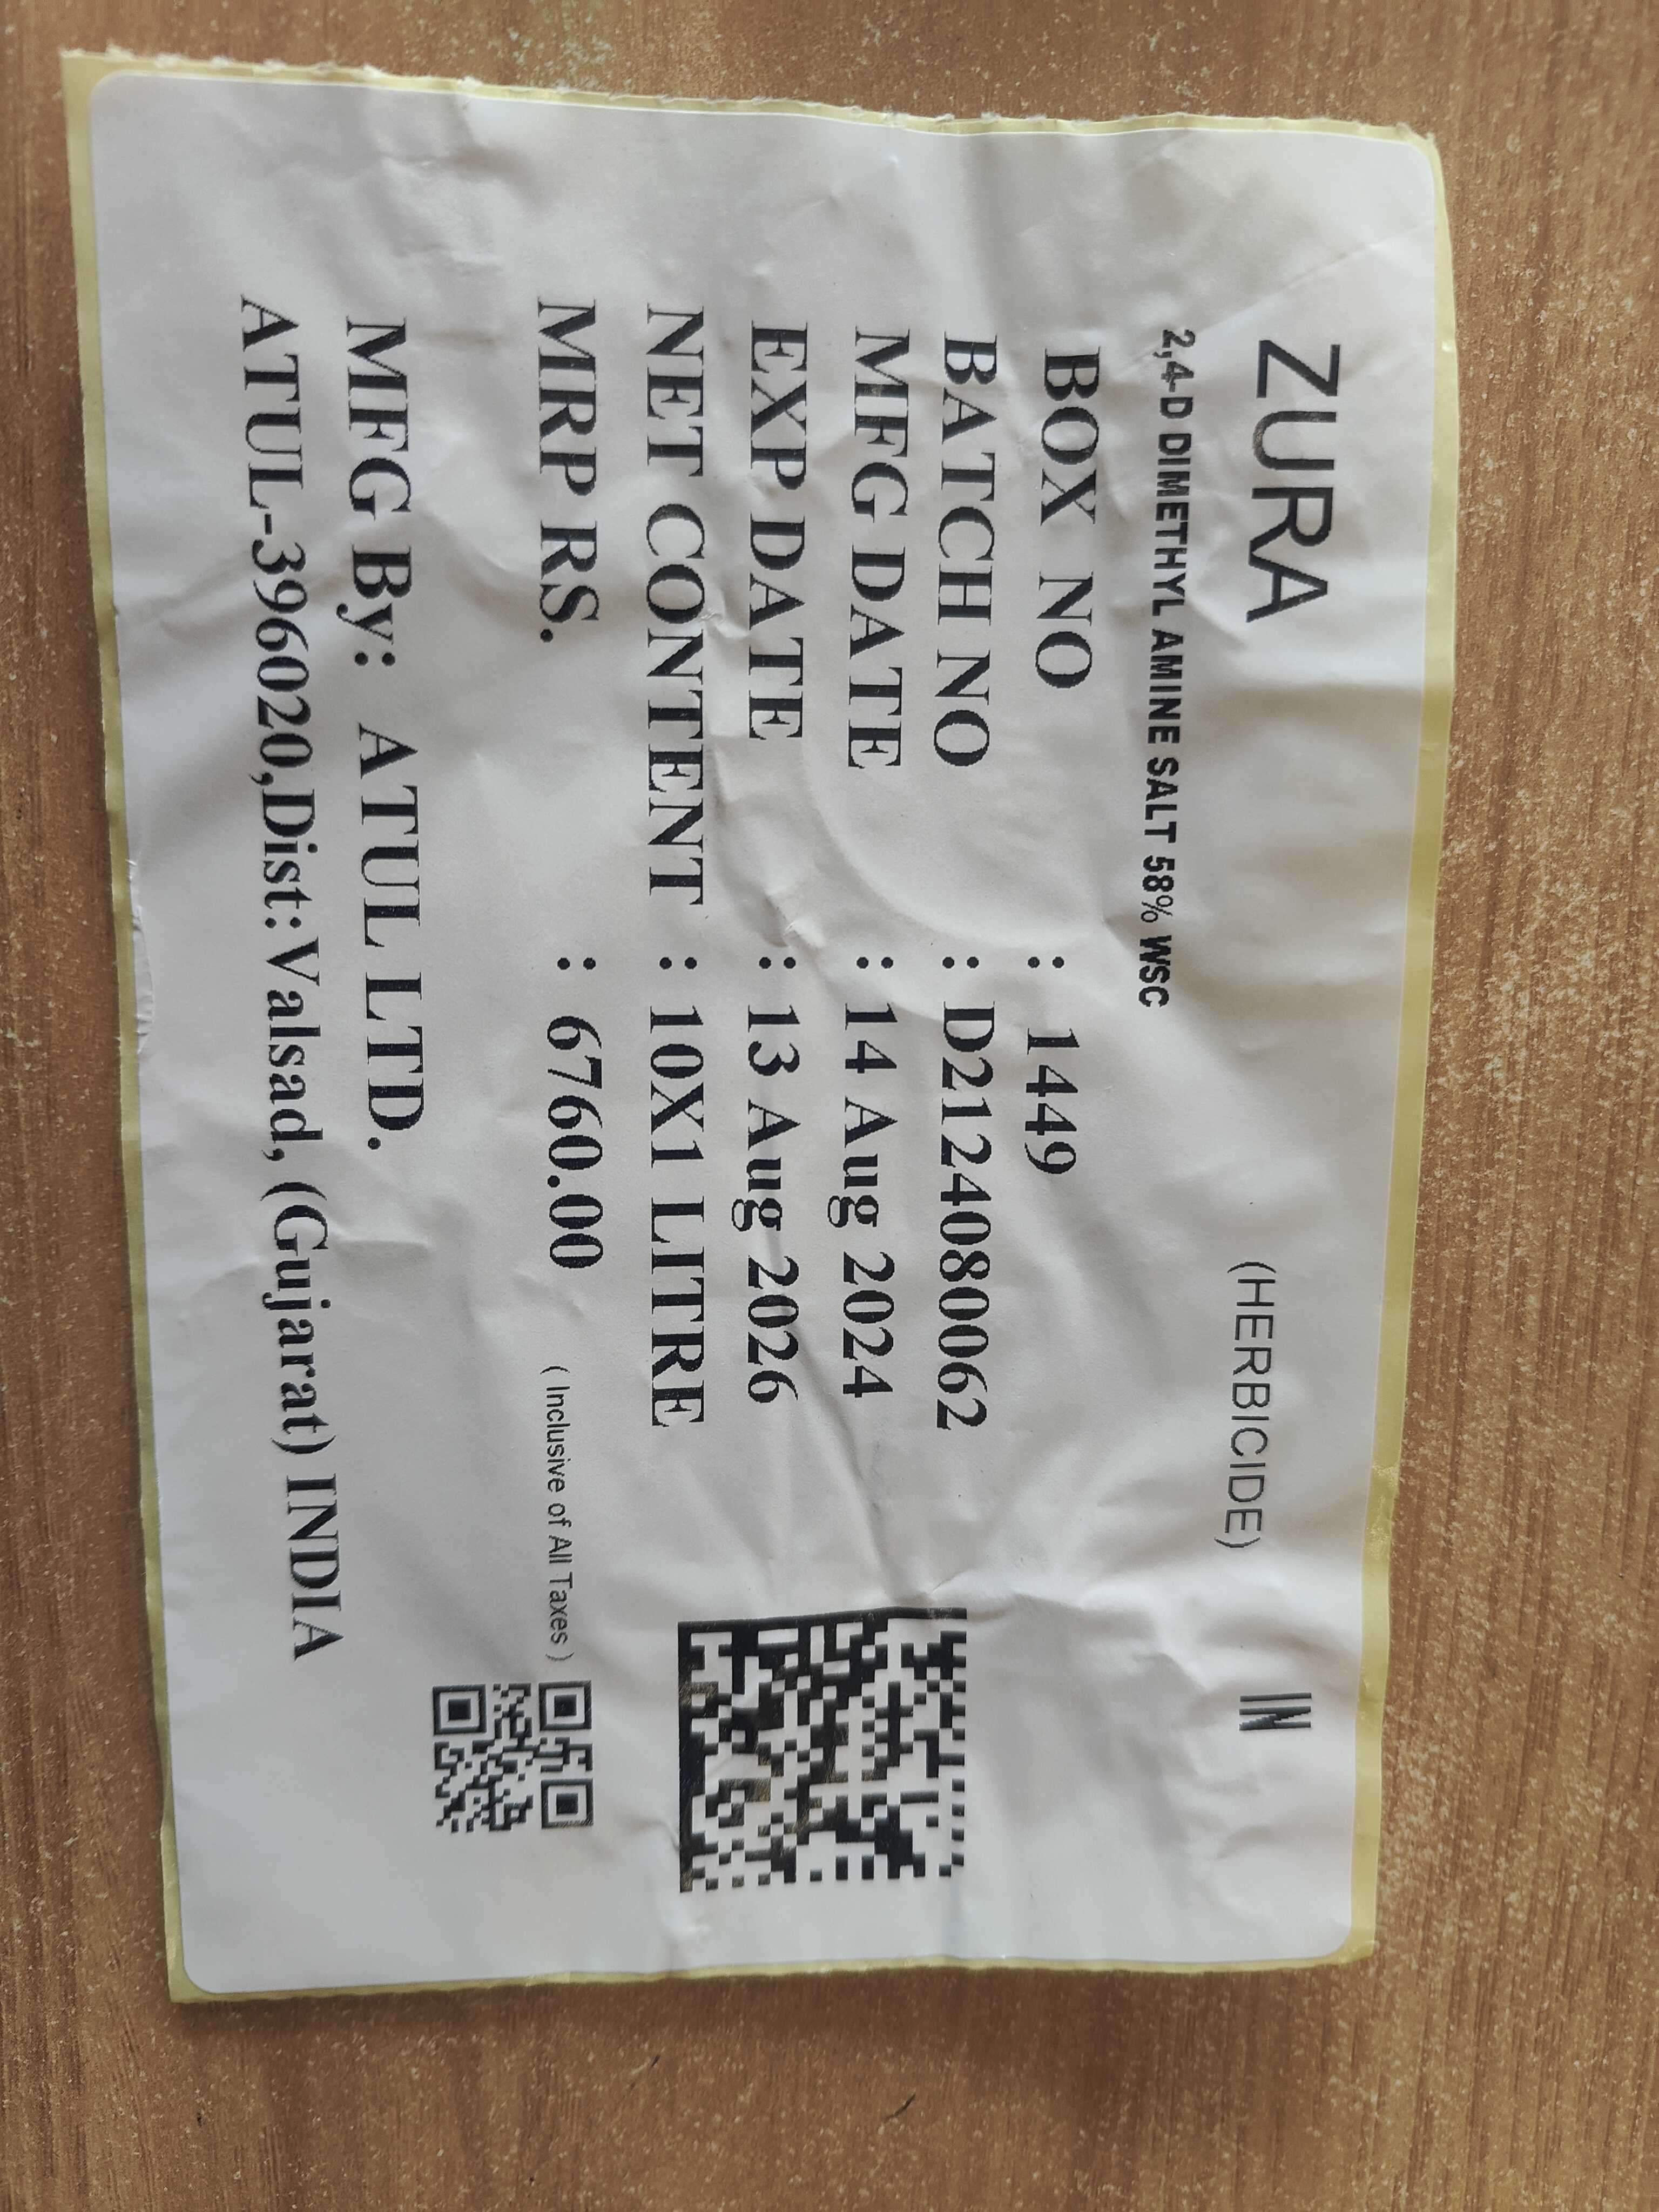 ZURA (HERBICIDE) IN
2,4-D DIMETHYL AMINE SALT 58% WSC
BOX NO : 1449
BATCH NO : D212408​0062
MFG DATE : 14 Aug 2024
EXP DATE : 13 Aug 2026
NET CONTENT : 10X1 LITRE
MRP RS. : 6760.00 ( Inclusive of All Taxes )
MFG By: ATUL LTD.
ATUL-396020,Dist:Valsad, (Gujarat) INDIA